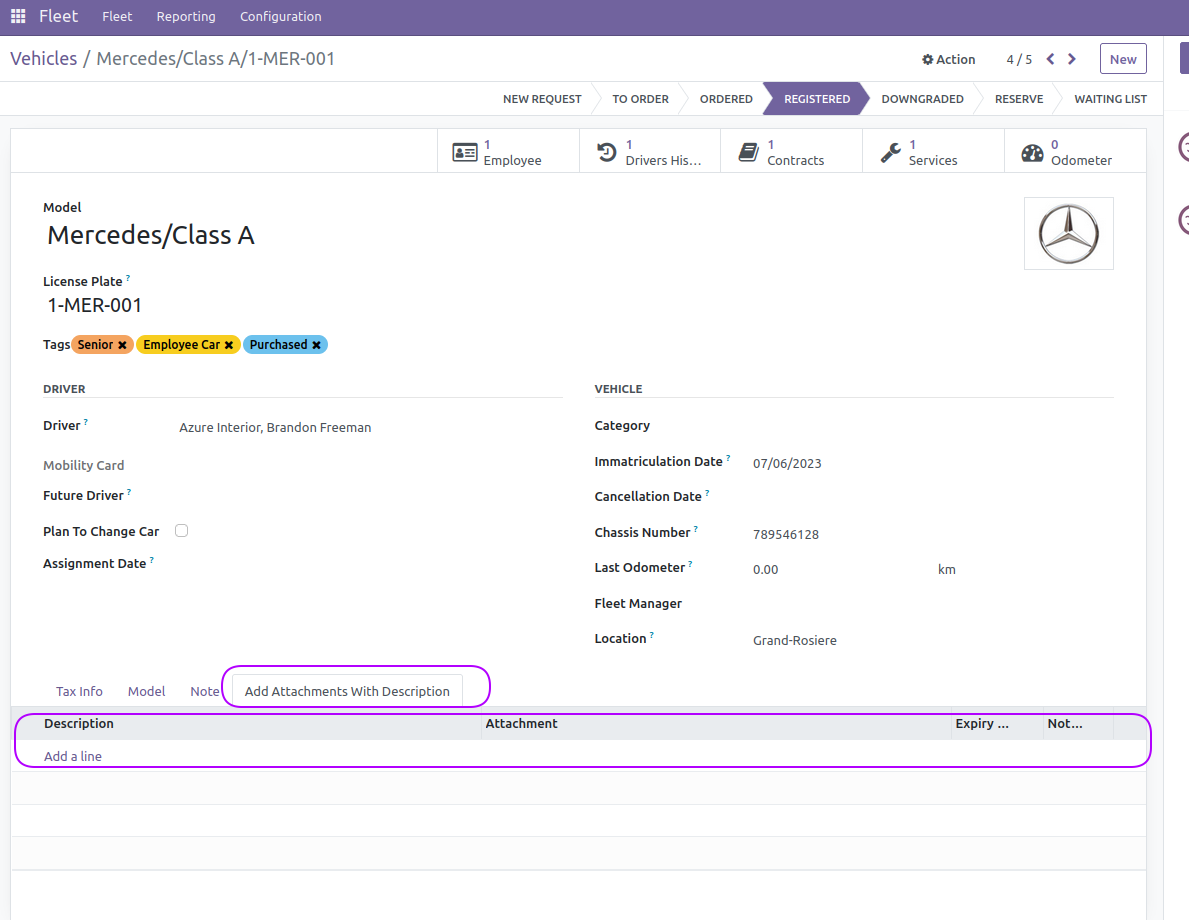 Fleet Fleet Reporting Configuration
Vehicles / Mercedes/Class A/1-MER-001 Action 4 / 5 New
NEW REQUEST TO ORDER ORDERED REGISTERED DOWNGRADED RESERVE WAITING LIST
1 Employee 1 Drivers His... 1 Contracts 1 Services 0 Odometer
Model
Mercedes/Class A
License Plate ?
1-MER-001
Tags Senior Employee Car Purchased
DRIVER VEHICLE
Driver ? Azure Interior, Brandon Freeman Category
Mobility Card Immatriculation Date ? 07/06/2023
Future Driver ? Cancellation Date ?
Plan To Change Car Chassis Number ? 789546128
Assignment Date ? Last Odometer ? 0.00 km
Fleet Manager
Location ? Grand-Rosiere
Tax Info Model Note Add Attachments With Description
Description Attachment Expiry ... Not...
Add a line